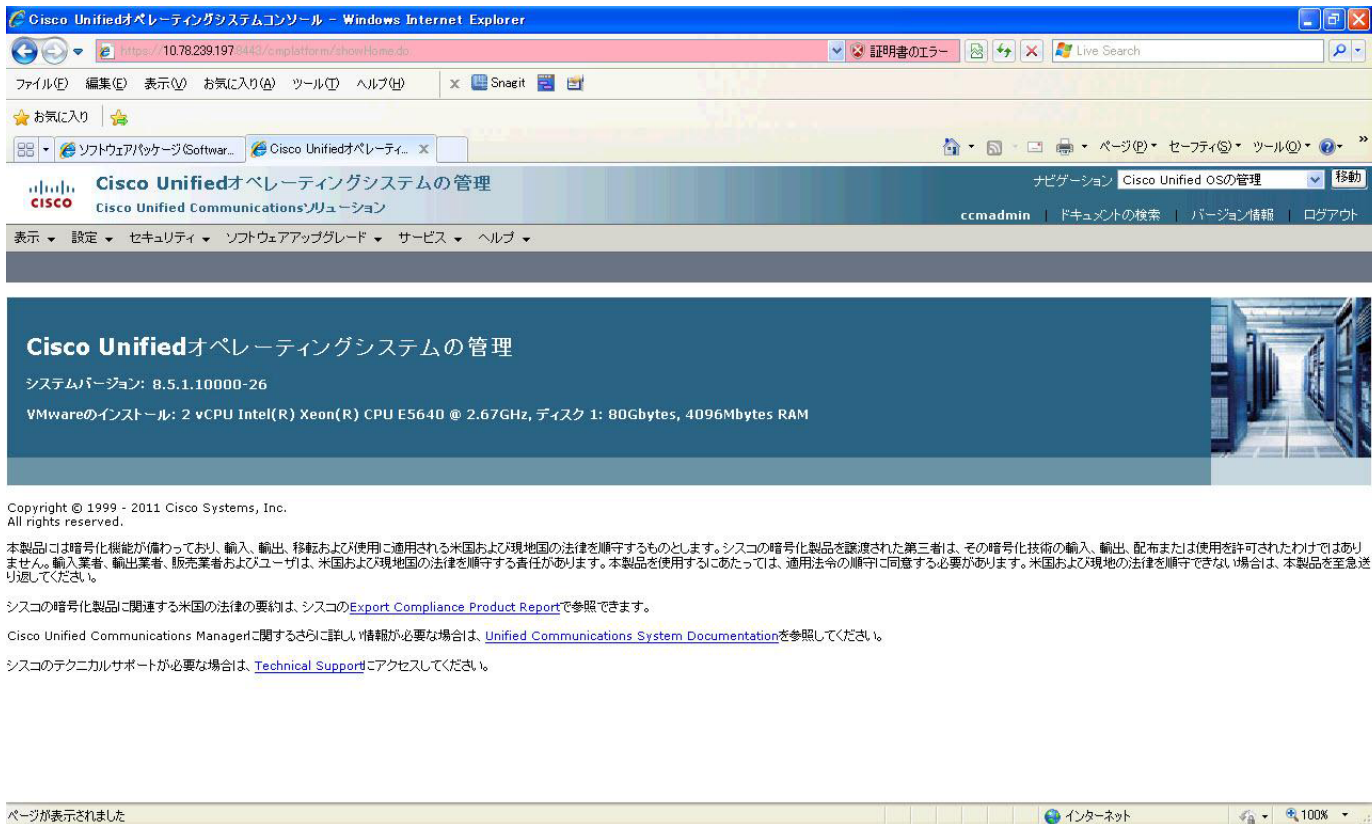 Cisco Unifiedオペレーティングシステムコンソール - Windows Internet Explorer
https://10.78.239.197:8443/cmplatform/showHome.do
証明書のエラー
Live Search
ファイル(F) 編集(E) 表示(V) お気に入り(A) ツール(T) ヘルプ(H) x Snagit
お気に入り
ソフトウェアパッケージ(Softwar... Cisco Unifiedオペレーティ... x
ページ(P) セーフティ(S) ツール(O) »
CISCO
Cisco Unifiedオペレーティングシステムの管理
Cisco Unified Communicationsソリューション
ナビゲーション Cisco Unified OSの管理 移動
ccmadmin | ドキュメントの検索 | バージョン情報 | ログアウト
表示 設定 セキュリティ ソフトウェアアップグレード サービス ヘルプ
Cisco Unifiedオペレーティングシステムの管理
システムバージョン: 8.5.1.10000-26
VMwareのインストール: 2 vCPU Intel(R) Xeon(R) CPU E5640 @ 2.67GHz, ディスク 1: 80Gbytes, 4096Mbytes RAM
Copyright © 1999 - 2011 Cisco Systems, Inc.
All rights reserved.
本製品には暗号化機能が備わっており、輸入、輸出、移転および使用に適用される米国および現地国の法律を順守するものとします。シスコの暗号化製品を譲渡された第三者は、その暗号化技術の輸入、輸出、配布または使用を許可されたわけではあり
ません。輸入業者、輸出業者、販売業者およびユーザは、米国および現地国の法律を順守する責任があります。本製品を使用するにあたっては、適用法令の順守に同意する必要があります。米国および現地の法律を順守できない場合は、本製品を至急送
り返してください。
シスコの暗号化製品に関連する米国の法律の要約は、シスコのExport Compliance Product Reportで参照できます。
Cisco Unified Communications Managerに関するさらに詳しい情報が必要な場合は、Unified Communications System Documentationを参照してください。
シスコのテクニカルサポートが必要な場合は、Technical Supportにアクセスしてください。
ページが表示されました
インターネット
100%